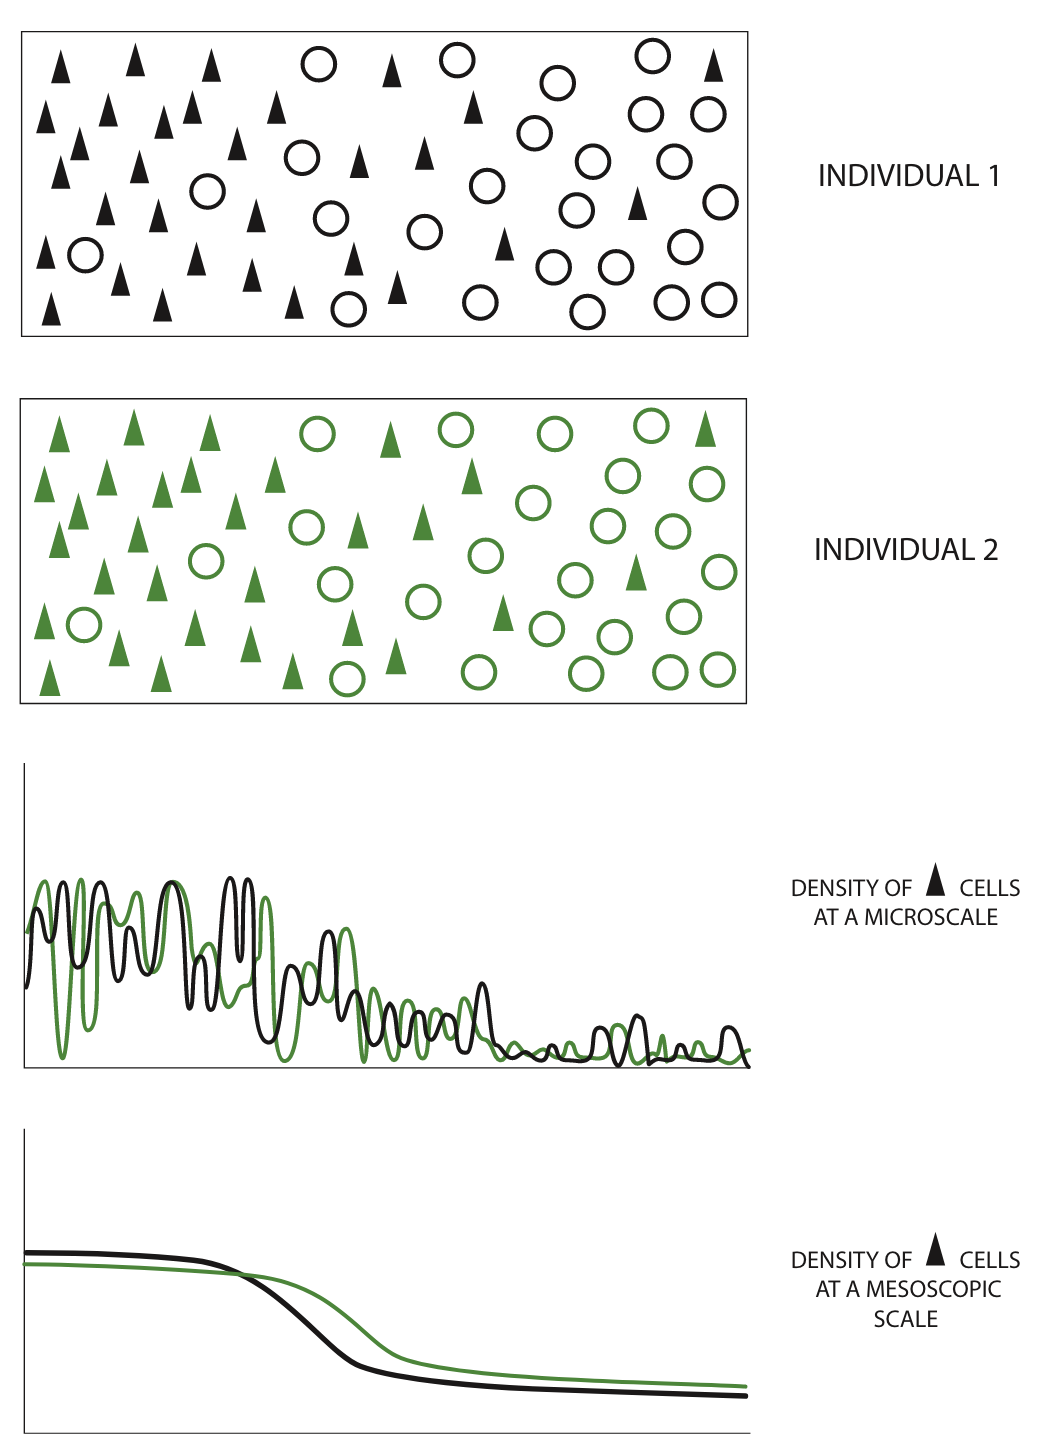 INDIVIDUAL 1
INDIVIDUAL 2
DENSITY OF CELLS
AT A MICROSCALE
DENSITY OF CELLS
AT A MESOSCOPIC
SCALE